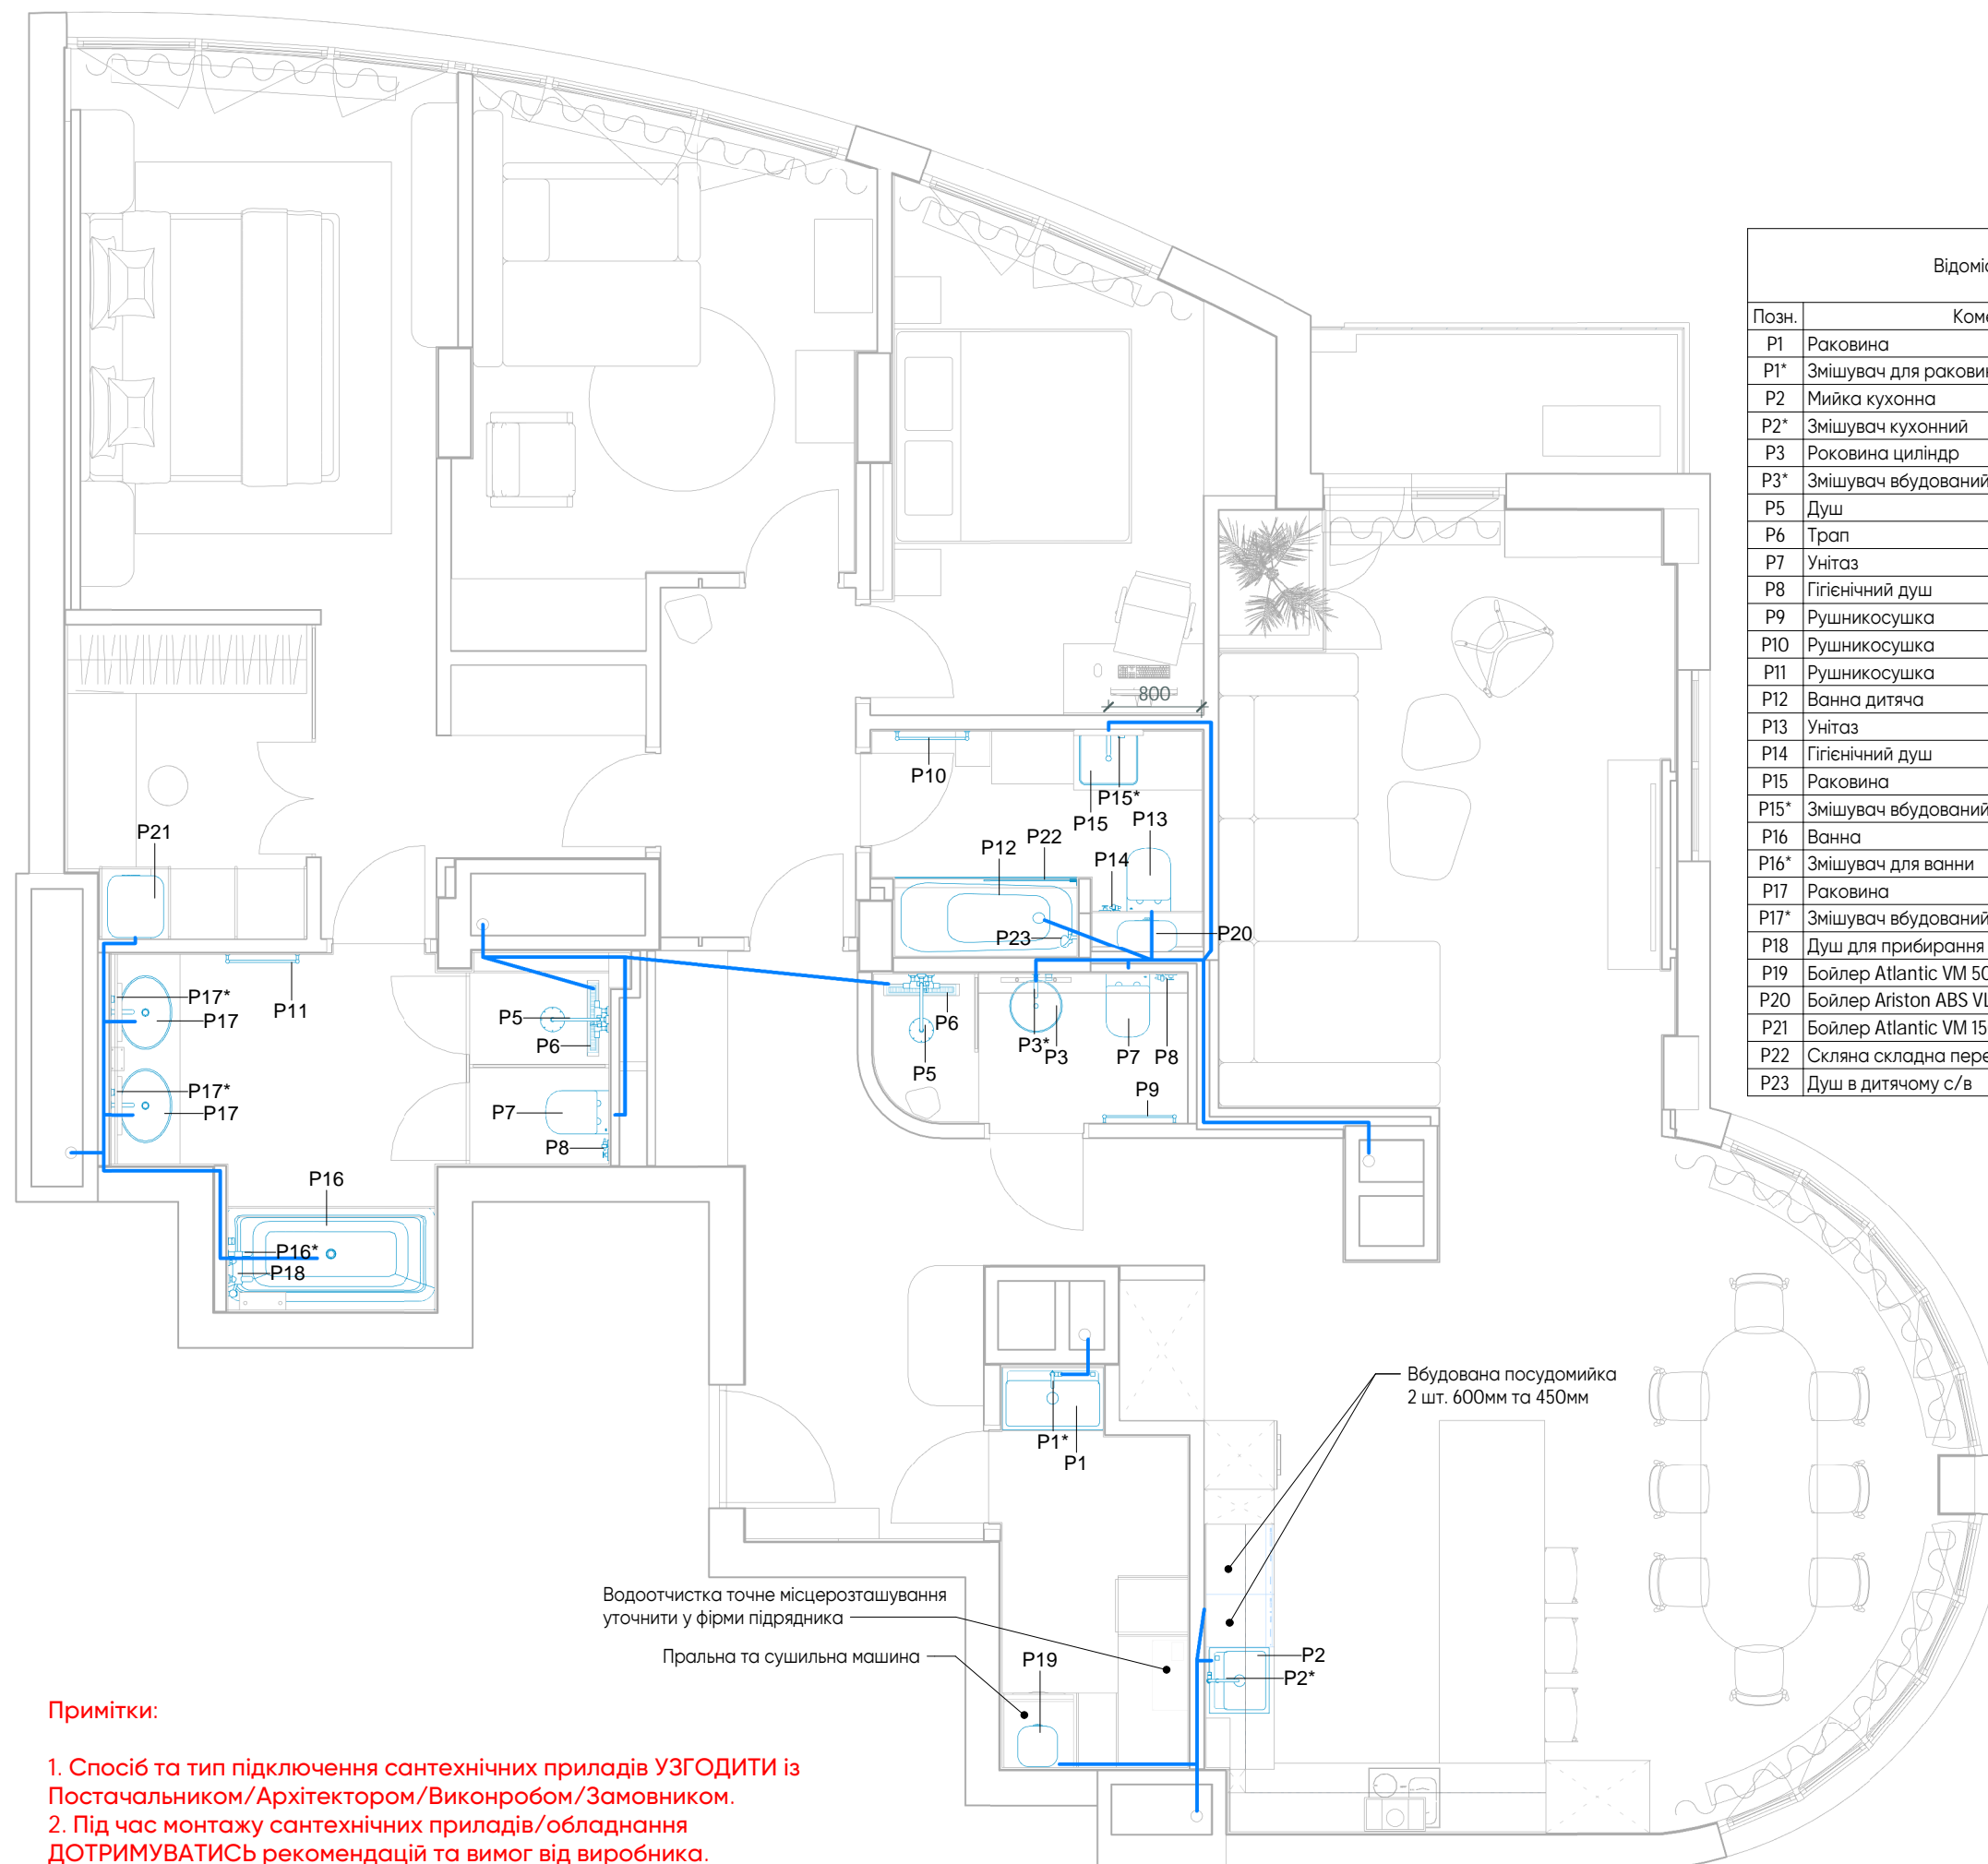 Відоміс
Позн. Коме
P1 Раковина
P1* Змішувач для раковин
P2 Мийка кухонна
P2* Змішувач кухонний
P3 Роковина циліндр
P3* Змішувач вбудований
P5 Душ
P6 Трап
P7 Унітаз
P8 Гігієнічний душ
P9 Рушникосушка
P10 Рушникосушка
P11 Рушникосушка
P12 Ванна дитяча
P13 Унітаз
P14 Гігієнічний душ
P15 Раковина
P15* Змішувач вбудований
P16 Ванна
P16* Змішувач для ванни
P17 Раковина
P17* Змішувач вбудований
P18 Душ для прибирання
P19 Бойлер Atlantic VM 50
P20 Бойлер Ariston ABS VL
P21 Бойлер Atlantic VM 15
P22 Скляна складна пере
P23 Душ в дитячому с/в
800
P10
P15*
P15
P13
P22
P12
P14
P21
P23
P20
P17*
P17
P11
P5
P6
P6
P5
P3*
P3
P7
P8
P9
P17*
P17
P7
P8
P16
P16*
P18
P1*
P1
Вбудована посудомийка
2 шт. 600мм та 450мм
Водоотчистка точне місцерозташування
уточнити у фірми підрядника
Пральна та сушильна машина
P19
P2
P2*
Примітки:
1. Спосіб та тип підключення сантехнічних приладів УЗГОДИТИ із
Постачальником/Архітектором/Виконробом/Замовником.
2. Під час монтажу сантехнічних приладів/обладнання
ДОТРИМУВАТИСЬ рекомендацій та вимог від виробника.